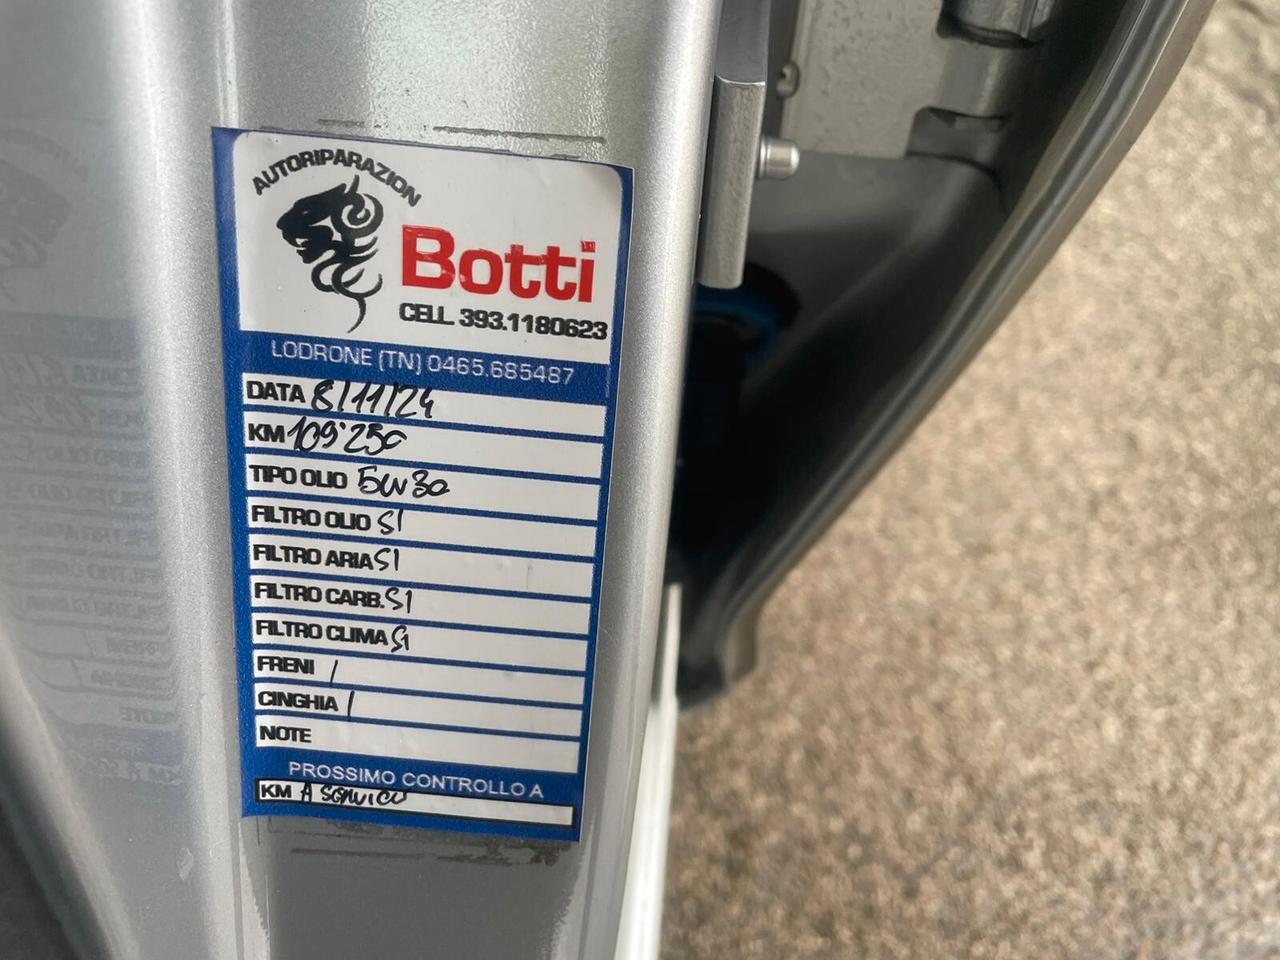 AUTORIPARAZION
Botti
CELL. 393.1180623
LODRONE (TN) 0465.685487
DATA 8/11/24
KM 109'250
TIPO OLIO 5W30
FILTRO OLIO SI
FILTRO ARIA SI
FILTRO CARB. SI
FILTRO CLIMA SI
FRENI /
CINGHIA /
NOTE
PROSSIMO CONTROLLO A
KM A